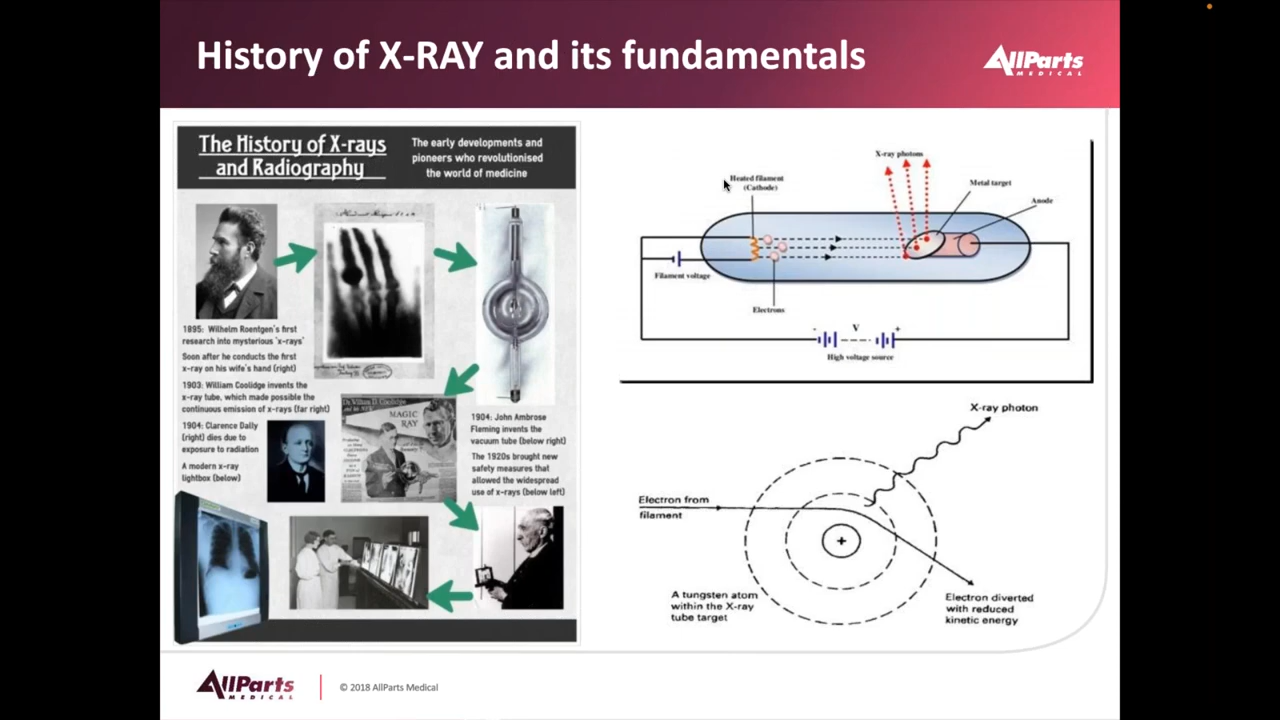 History of X-RAY and its fundamentals
AllParts
MEDICAL
The History of X-rays
and Radiography
The early developments and
pioneers who revolutionised
the world of medicine
1895: Wilhelm Roentgen's first
research into mysterious 'x-rays'
Soon after he conducts the first
x-ray on his wife's hand (right)
1903: William Coolidge invents the
x-ray tube, which made possible the
continuous emission of x-rays (far right)
1904: Clarence Dally
(right) dies due to
exposure to radiation
A modern x-ray
lightbox (below)
MAGIC
RAY
1904: John Ambrose
Fleming invents the
vacuum tube (below right)
The 1920s brought new
safety measures that
allowed the widespread
use of x-rays (below left)
X-ray photons
Heated filament
(Cathode)
Metal target
Anode
Filament voltage
Electrons
- V +
High voltage source
X-ray photon
Electron from
filament
+
A tungsten atom
within the X-ray
tube target
Electron diverted
with reduced
kinetic energy
AllParts
MEDICAL
© 2018 AllParts Medical